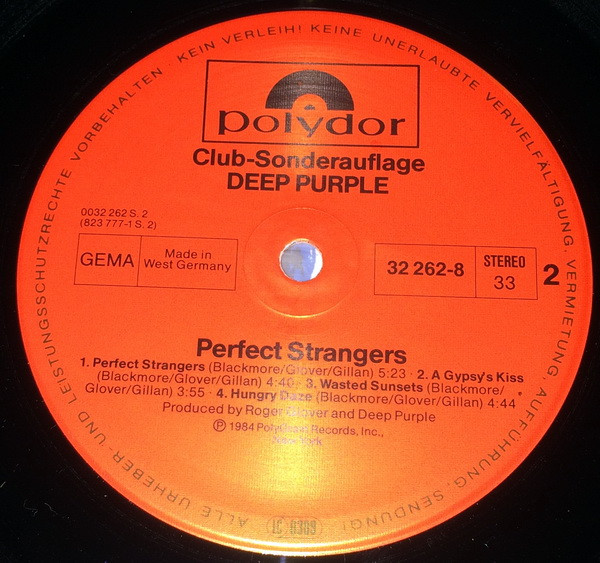 ALLE URHEBER- UND LEISTUNGSSCHUTZRECHTE VORBEHALTEN - KEIN VERLEIH! KEINE UNERLAUBTE VERVIELFÄLTIGUNG, VERMIETUNG, AUFFÜHRUNG, SENDUNG!
polydor
Club-Sonderauflage
DEEP PURPLE
0032 262 S. 2
(823 777-1 S. 2)
GEMA
Made in
West Germany
32 262-8
STEREO
33
2
Perfect Strangers
1. Perfect Strangers (Blackmore/Glover/Gillan) 5:23 · 2. A Gypsy's Kiss
(Blackmore/Glover/Gillan) 4:40 · 3. Wasted Sunsets (Blackmore/
Glover/Gillan) 3:55 · 4. Hungry Daze (Blackmore/Glover/Gillan) 4:44
Produced by Roger Glover and Deep Purple
Ⓟ 1984 PolyGram Records, Inc.,
New York